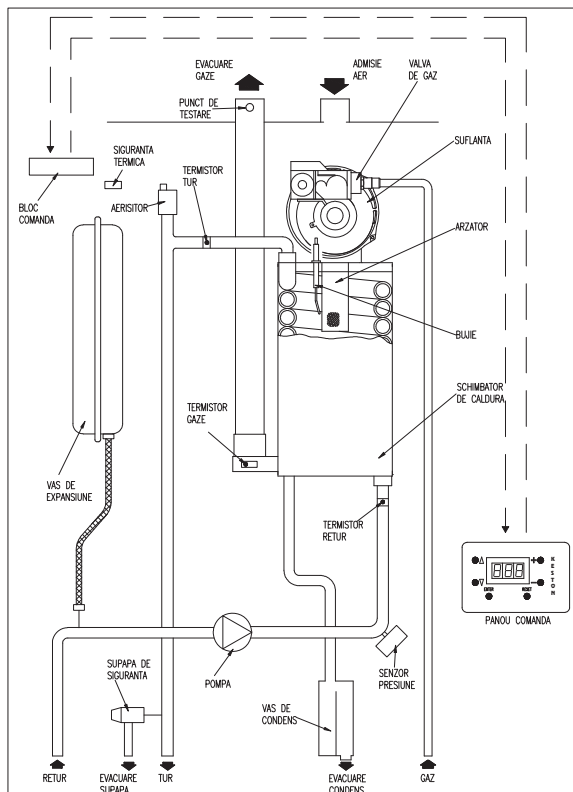 EVACUARE
GAZE
ADMISIE
AER
VALVA
DE GAZ
PUNCT DE
TESTARE
SUFLANTA
SIGURANTA
TERMICA
TERMISTOR
TUR
BLOC
COMANDA
AERISITOR
ARZATOR
BUJIE
SCHIMBATOR
DE CALDURA
TERMISTOR
GAZE
VAS DE
EXPANSIUNE
TERMISTOR
RETUR
KESTON
ENTER
RESET
PANOU COMANDA
SUPAPA DE
SIGURANTA
POMPA
SENZOR
PRESIUNE
VAS DE
CONDENS
RETUR
EVACUARE
SUPAPA
TUR
EVACUARE
CONDENS
GAZ